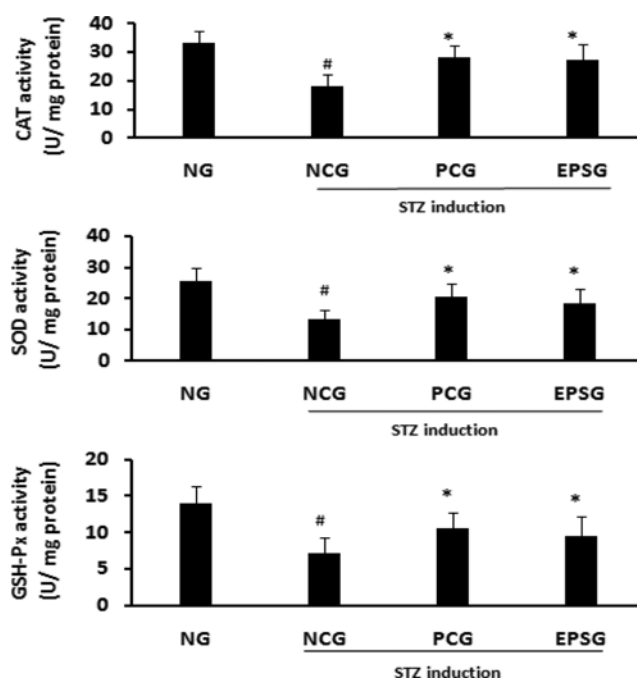 CAT activity
(U/ mg protein)
40
30
20
10
0
#
*
*
NG NCG PCG EPSG
STZ induction
SOD activity
(U/ mg protein)
40
30
20
10
0
#
*
*
NG NCG PCG EPSG
STZ induction
GSH-Px activity
(U/ mg protein)
20
15
10
5
0
#
*
*
NG NCG PCG EPSG
STZ induction